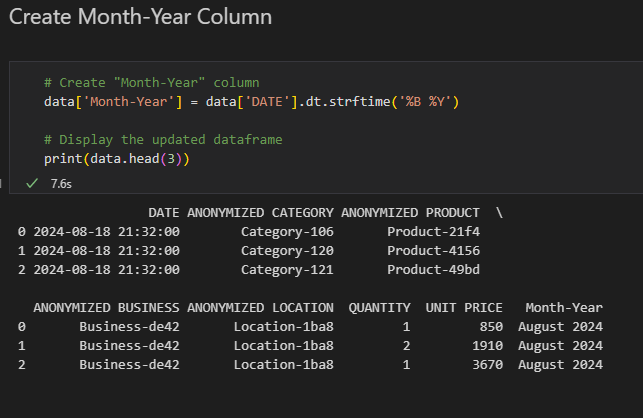 Create Month-Year Column
# Create "Month-Year" column
data['Month-Year'] = data['DATE'].dt.strftime('%B %Y')
# Display the updated dataframe
print(data.head(3))
7.6s
DATE ANONYMIZED CATEGORY ANONYMIZED PRODUCT \
0 2024-08-18 21:32:00 Category-106 Product-21f4
1 2024-08-18 21:32:00 Category-120 Product-4156
2 2024-08-18 21:32:00 Category-121 Product-49bd
ANONYMIZED BUSINESS ANONYMIZED LOCATION QUANTITY UNIT PRICE Month-Year
0 Business-de42 Location-1ba8 1 850 August 2024
1 Business-de42 Location-1ba8 2 1910 August 2024
2 Business-de42 Location-1ba8 1 3670 August 2024